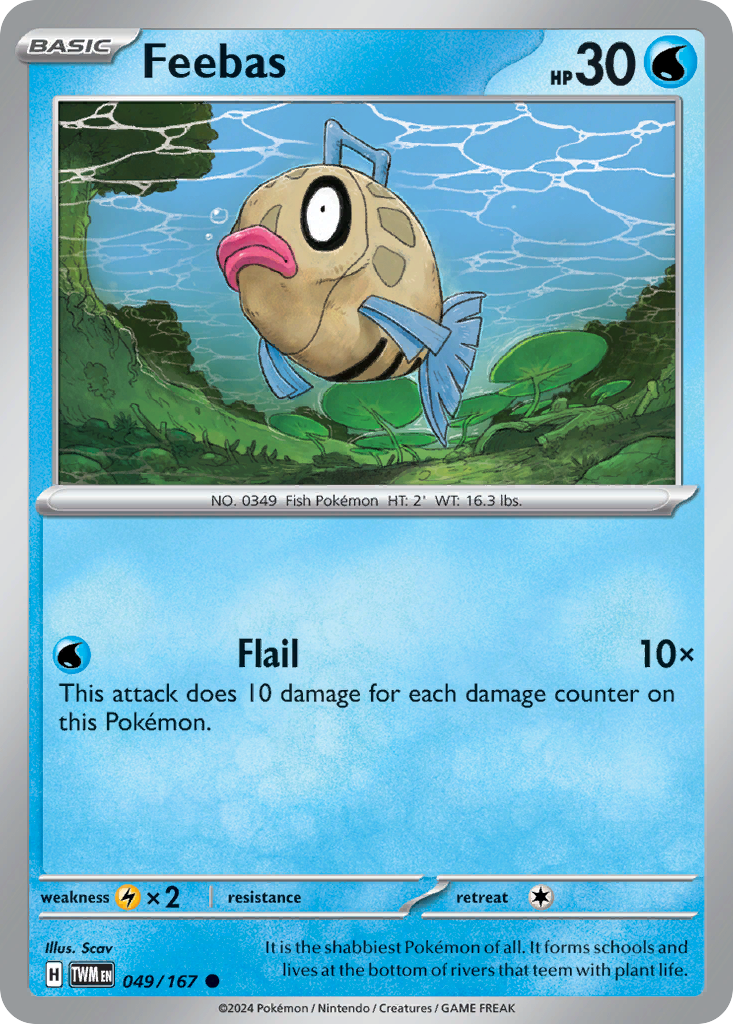 BASIC
Feebas
HP 30
NO. 0349 Fish Pokémon HT: 2' WT: 16.3 lbs.
Flail 10×
This attack does 10 damage for each damage counter on
this Pokémon.
weakness ×2 resistance retreat
Illus. Scav
It is the shabbiest Pokémon of all. It forms schools and
lives at the bottom of rivers that teem with plant life.
H TWM EN 049/167
©2024 Pokémon / Nintendo / Creatures / GAME FREAK